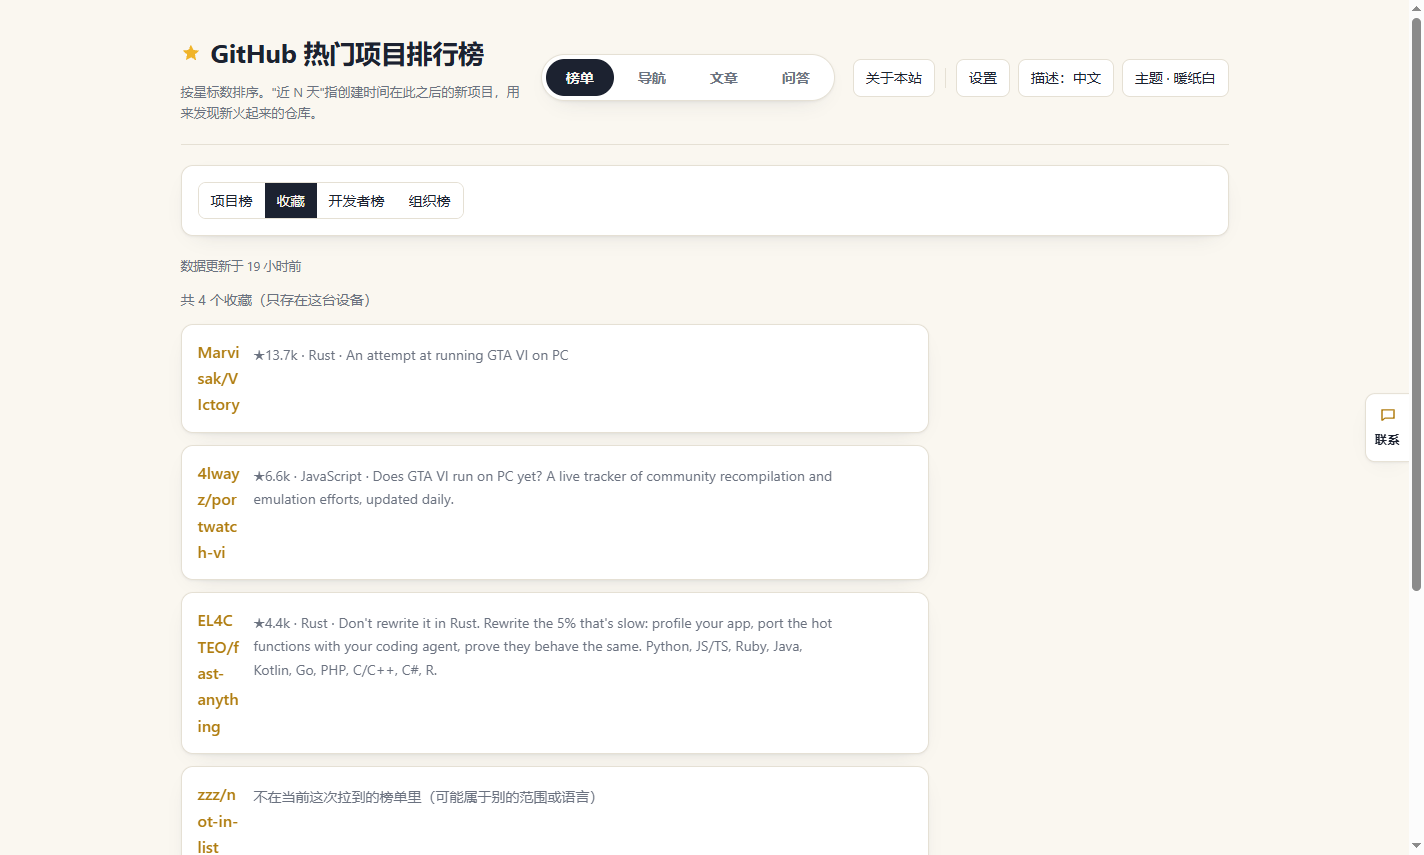 GitHub 热门项目排行榜
按星标数排序。"近 N 天"指创建时间在此之后的新项目，用
来发现新火起来的仓库。
榜单
导航
文章
问答
关于本站
设置
描述：中文
主题 · 暖纸白
项目榜
收藏
开发者榜
组织榜
数据更新于 19 小时前
共 4 个收藏（只存在这台设备）
Marvi
sak/V
Ictory
★13.7k · Rust · An attempt at running GTA VI on PC
4lway
z/por
twatc
h-vi
★6.6k · JavaScript · Does GTA VI run on PC yet? A live tracker of community recompilation and
emulation efforts, updated daily.
EL4C
TEO/f
ast-
anyth
ing
★4.4k · Rust · Don't rewrite it in Rust. Rewrite the 5% that's slow: profile your app, port the hot
functions with your coding agent, prove they behave the same. Python, JS/TS, Ruby, Java,
Kotlin, Go, PHP, C/C++, C#, R.
zzz/n
ot-in-
list
不在当前这次拉到的榜单里（可能属于别的范围或语言）
联系